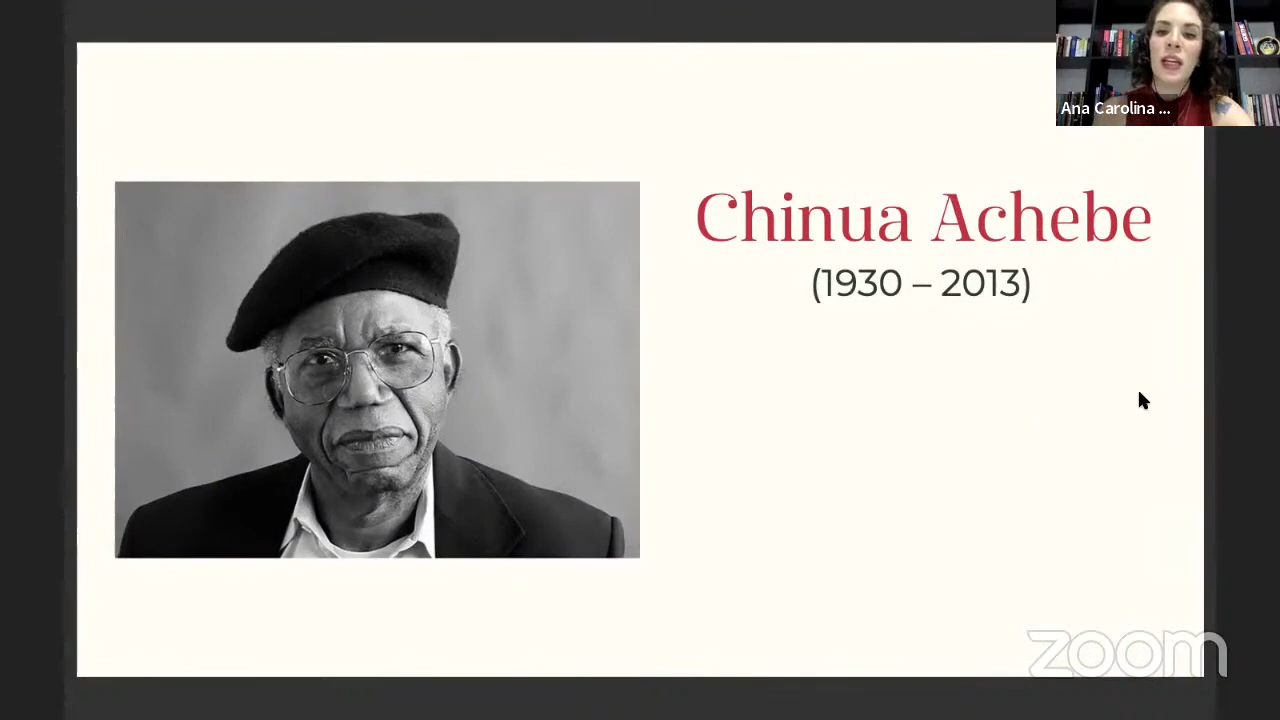 Ana Carolina ...
Chinua Achebe
(1930 – 2013)
zoom